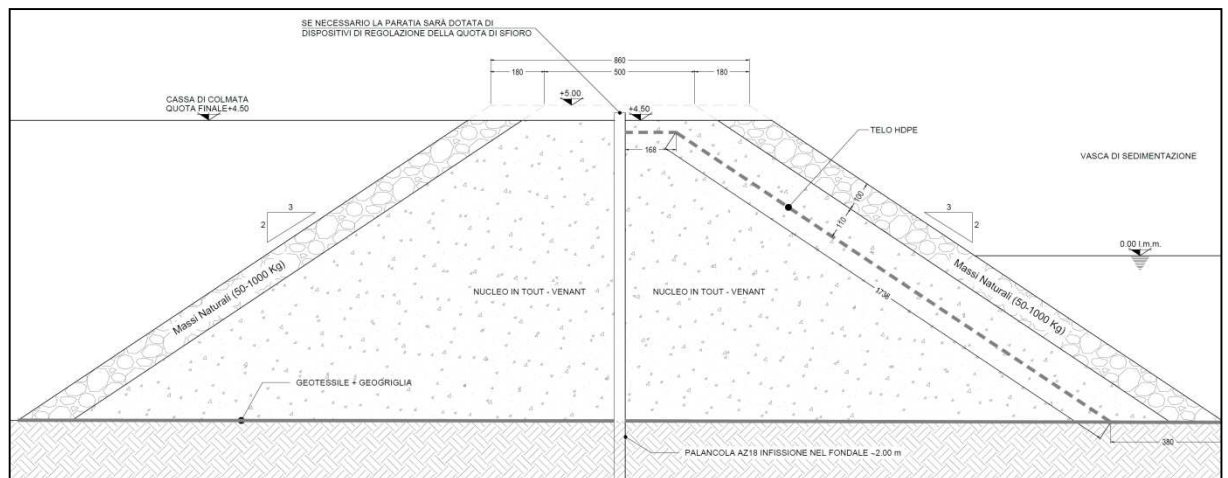 SE NECESSARIO LA PARATIA SARÀ DOTATA DI
DISPOSITIVI DI REGOLAZIONE DELLA QUOTA DI SFIORO
860
180
500
180
CASSA DI COLMATA
QUOTA FINALE+4.50
+5.00
+4.50
TELO HDPE
168
VASCA DI SEDIMENTAZIONE
100
110
3
2
3
2
0.00 l.m.m.
Massi Naturali (50-1000 Kg)
NUCLEO IN TOUT - VENANT
NUCLEO IN TOUT - VENANT
1738
Massi Naturali (50-1000 Kg)
GEOTESSILE + GEOGRIGLIA
380
PALANCOLA AZ18 INFISSIONE NEL FONDALE ~2.00 m